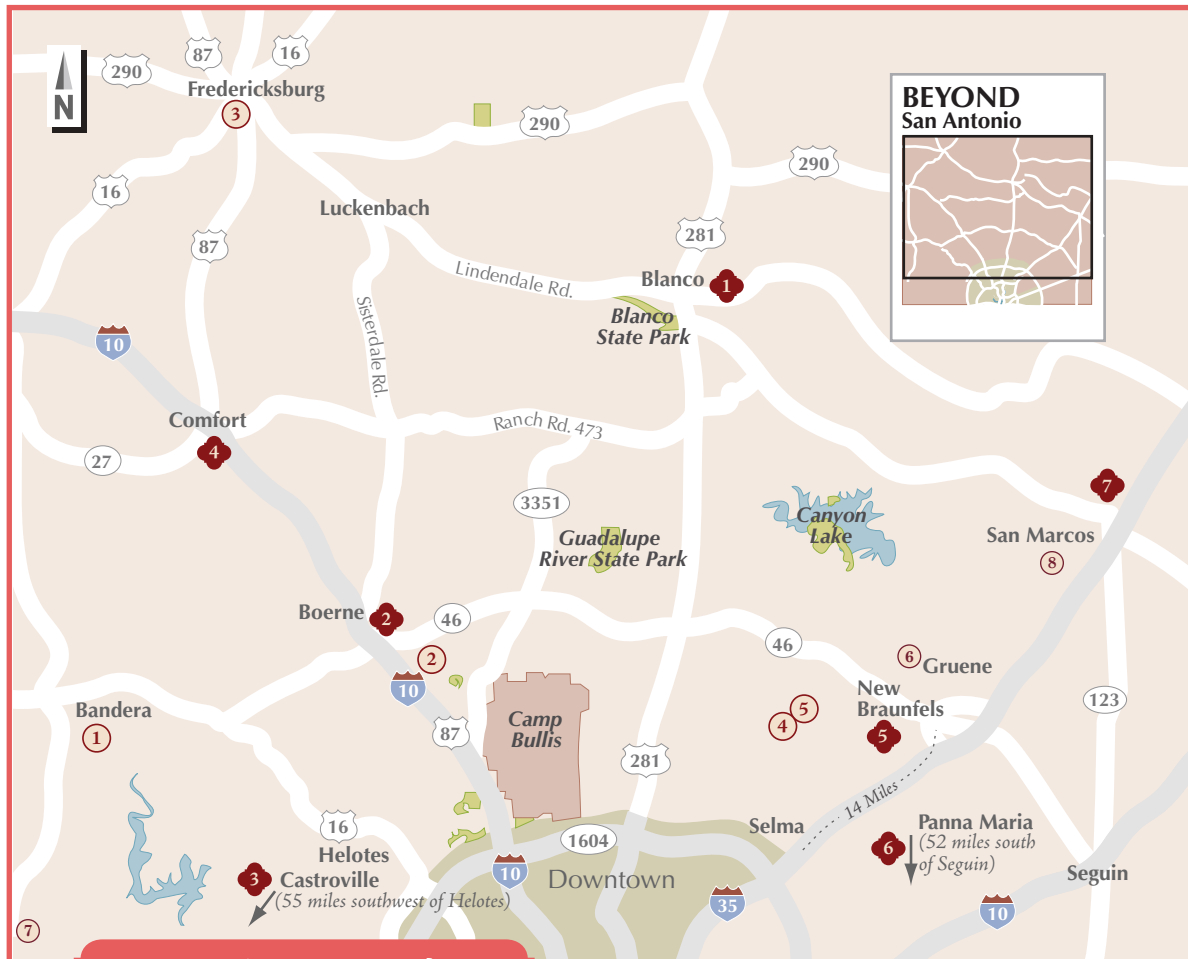 87
16
290
Fredericksburg
3
N
290
290
BEYOND
San Antonio
16
Luckenbach
87
281
Lindendale Rd.
Blanco
1
Blanco
State Park
Sisterdale Rd.
10
Comfort
4
27
Ranch Rd. 473
3351
Guadalupe
River State Park
Canyon
Lake
7
San Marcos
8
Boerne
2
46
2
10
46
6
Gruene
New
Braunfels
5
5
4
123
Bandera
1
87
Camp
Bullis
281
14 Miles
Selma
16
Helotes
3
Castroville
(55 miles southwest of Helotes)
1604
10
Downtown
35
6
Panna Maria
(52 miles south
of Seguin)
Seguin
10
7